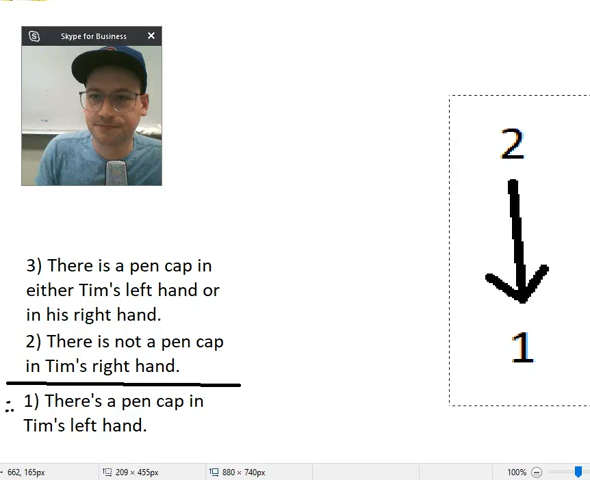 Skype for Business
3) There is a pen cap in
either Tim's left hand or
in his right hand.
2) There is not a pen cap
in Tim's right hand.
∴ 1) There's a pen cap in
Tim's left hand.
2
1
662, 165px
209 × 455px
880 × 740px
100%